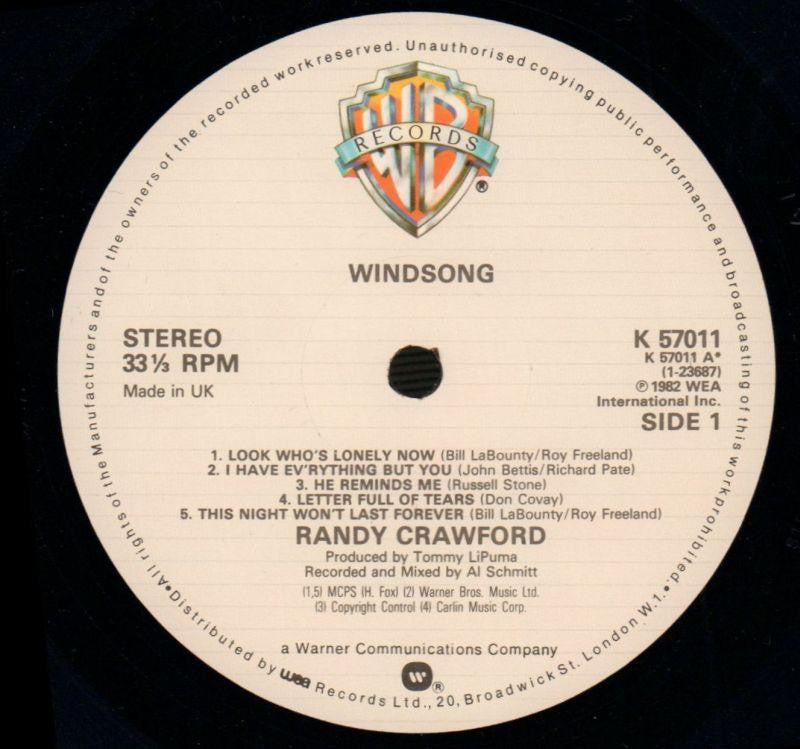 All rights of the Manufacturers and of the owners of the recorded work reserved. Unauthorised copying public performance and broadcasting of this work prohibited.
WB
RECORDS
®
WINDSONG
STEREO
33⅓ RPM
Made in UK
K 57011
K 57011 A*
(1-23687)
℗ 1982 WEA
International Inc.
SIDE 1
1. LOOK WHO'S LONELY NOW (Bill LaBounty/Roy Freeland)
2. I HAVE EV'RYTHING BUT YOU (John Bettis/Richard Pate)
3. HE REMINDS ME (Russell Stone)
4. LETTER FULL OF TEARS (Don Covay)
5. THIS NIGHT WON'T LAST FOREVER (Bill LaBounty/Roy Freeland)
RANDY CRAWFORD
Produced by Tommy LiPuma
Recorded and Mixed by Al Schmitt
(1,5) MCPS (H. Fox) (2) Warner Bros. Music Ltd.
(3) Copyright Control (4) Carlin Music Corp.
a Warner Communications Company
®
•Distributed by wea Records Ltd., 20, Broadwick St. London W.1.•